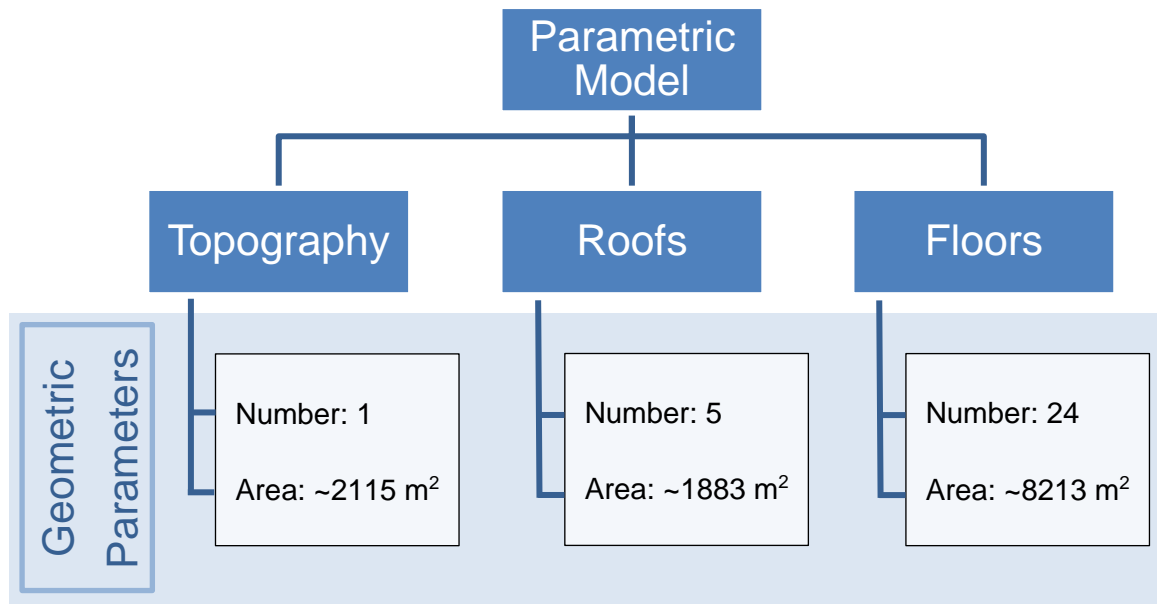 Parametric
Model
Topography
Roofs
Floors
Geometric
Parameters
Number: 1
Area: ~2115 m²
Number: 5
Area: ~1883 m²
Number: 24
Area: ~8213 m²